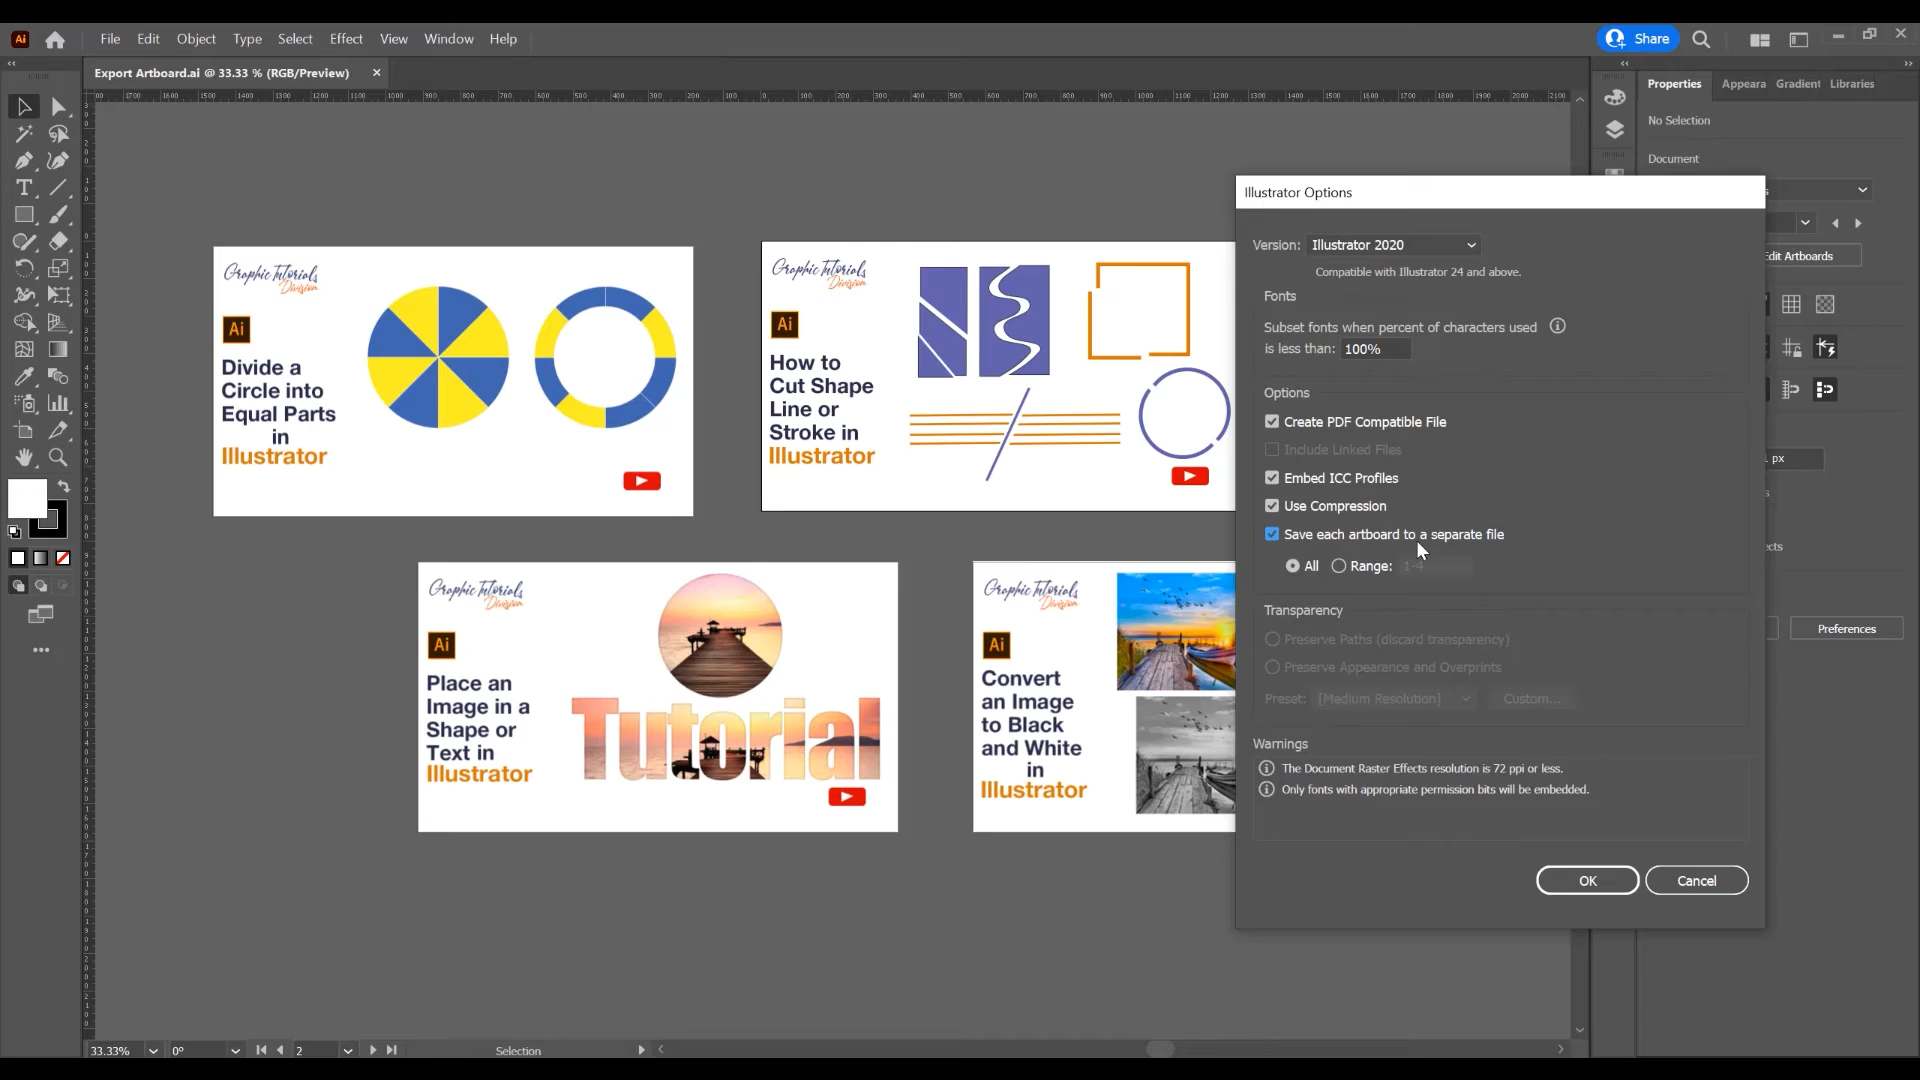 Ai
File Edit Object Type Select Effect View Window Help
Share
Export Artboard.ai @ 33.33 % (RGB/Preview)
Properties Appeara Gradient Libraries
No Selection
Document
Edit Artboards
1 px
Preferences
Graphic Tutorials
Division
Ai
Divide a
Circle into
Equal Parts
in
Illustrator
Graphic Tutorials
Division
Ai
How to
Cut Shape
Line or
Stroke in
Illustrator
Graphic Tutorials
Division
Ai
Place an
Image in a
Shape or
Text in
Illustrator
Tutorial
Graphic Tutorials
Division
Ai
Convert
an Image
to Black
and White
in
Illustrator
Illustrator Options
Version: Illustrator 2020
Compatible with Illustrator 24 and above.
Fonts
Subset fonts when percent of characters used
is less than: 100%
Options
Create PDF Compatible File
Include Linked Files
Embed ICC Profiles
Use Compression
Save each artboard to a separate file
All Range: 1-4
Transparency
Preserve Paths (discard transparency)
Preserve Appearance and Overprints
Preset: [Medium Resolution] Custom...
Warnings
The Document Raster Effects resolution is 72 ppi or less.
Only fonts with appropriate permission bits will be embedded.
OK Cancel
33.33% 0° 2 Selection